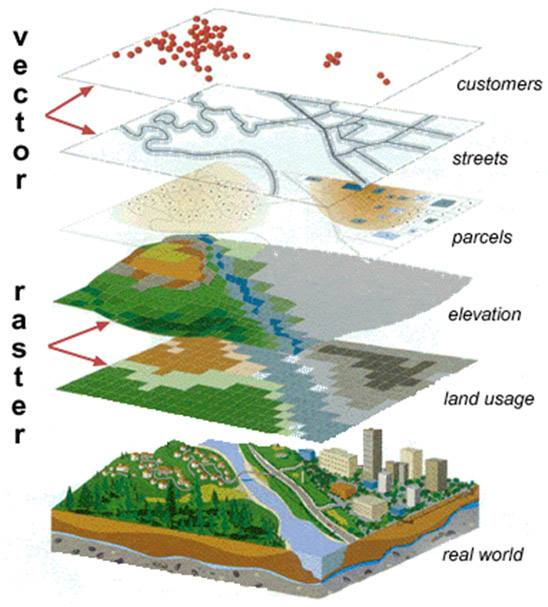 vector
customers
streets
parcels
raster
elevation
land usage
real world